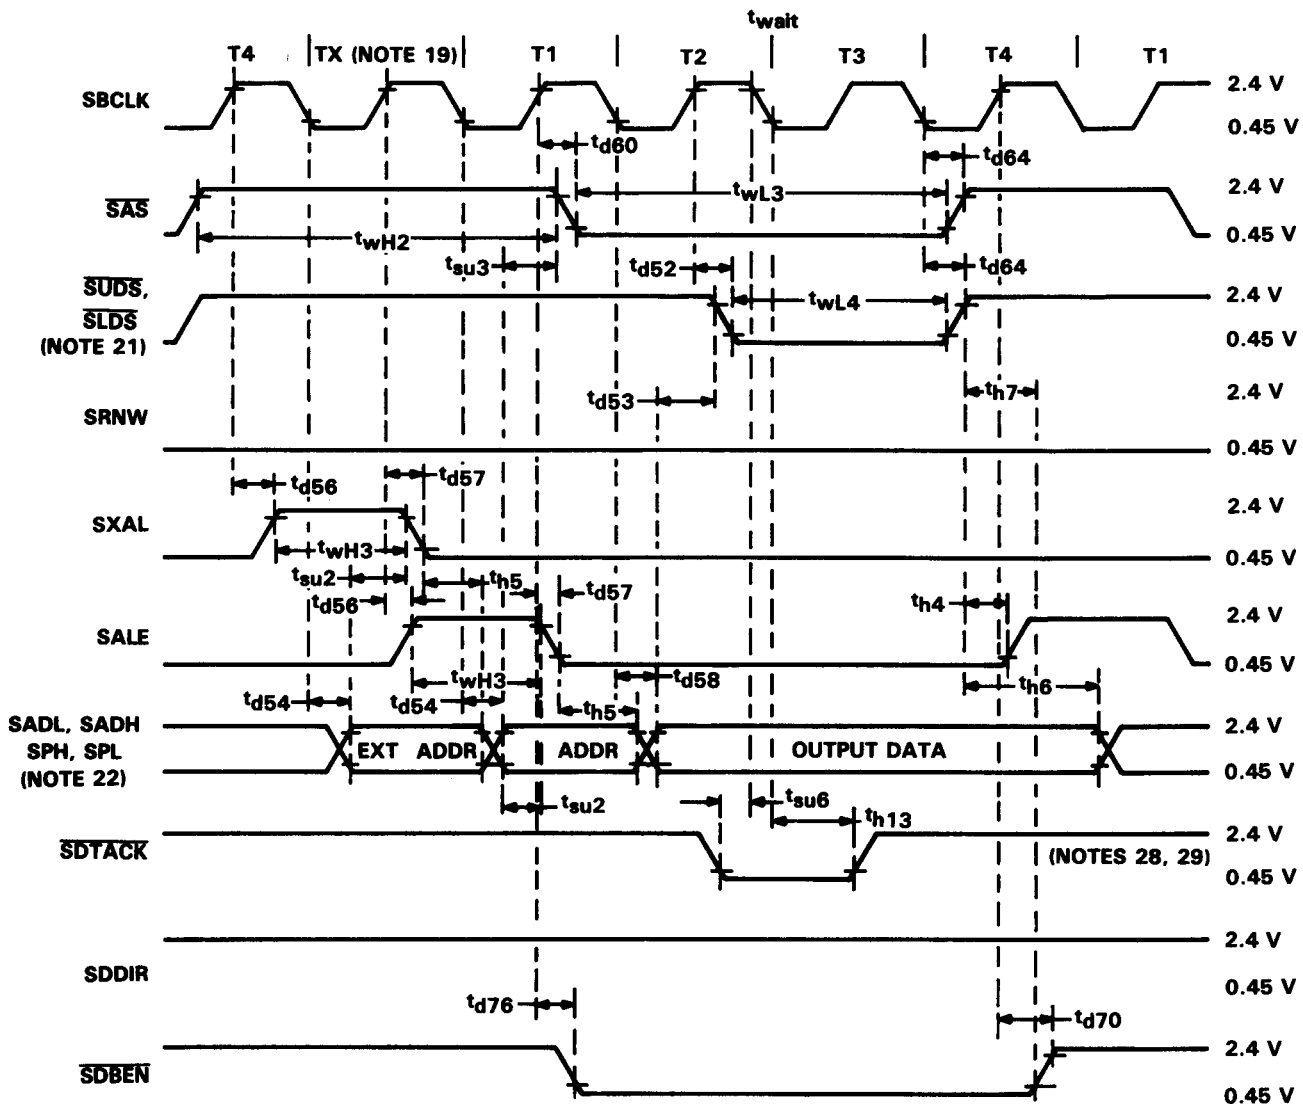 twait
T4 TX (NOTE 19) T1 T2 T3 T4 T1
SBCLK
2.4 V
0.45 V
td60
td64
SAS
twL3
2.4 V
twH2
0.45 V
tsu3
td52
td64
SUDS,
SLDS
(NOTE 21)
twL4
2.4 V
0.45 V
td53
th7
2.4 V
SRNW
0.45 V
td56
td57
SXAL
2.4 V
twH3
0.45 V
tsu2
th5
td57
td56
th4
SALE
2.4 V
0.45 V
twH3
td58
th6
td54
td54
th5
SADL, SADH
SPH, SPL
(NOTE 22)
EXT ADDR
ADDR
OUTPUT DATA
2.4 V
0.45 V
tsu2
tsu6
th13
SDTACK
2.4 V
(NOTES 28, 29)
0.45 V
SDDIR
2.4 V
0.45 V
td76
td70
SDBEN
2.4 V
0.45 V